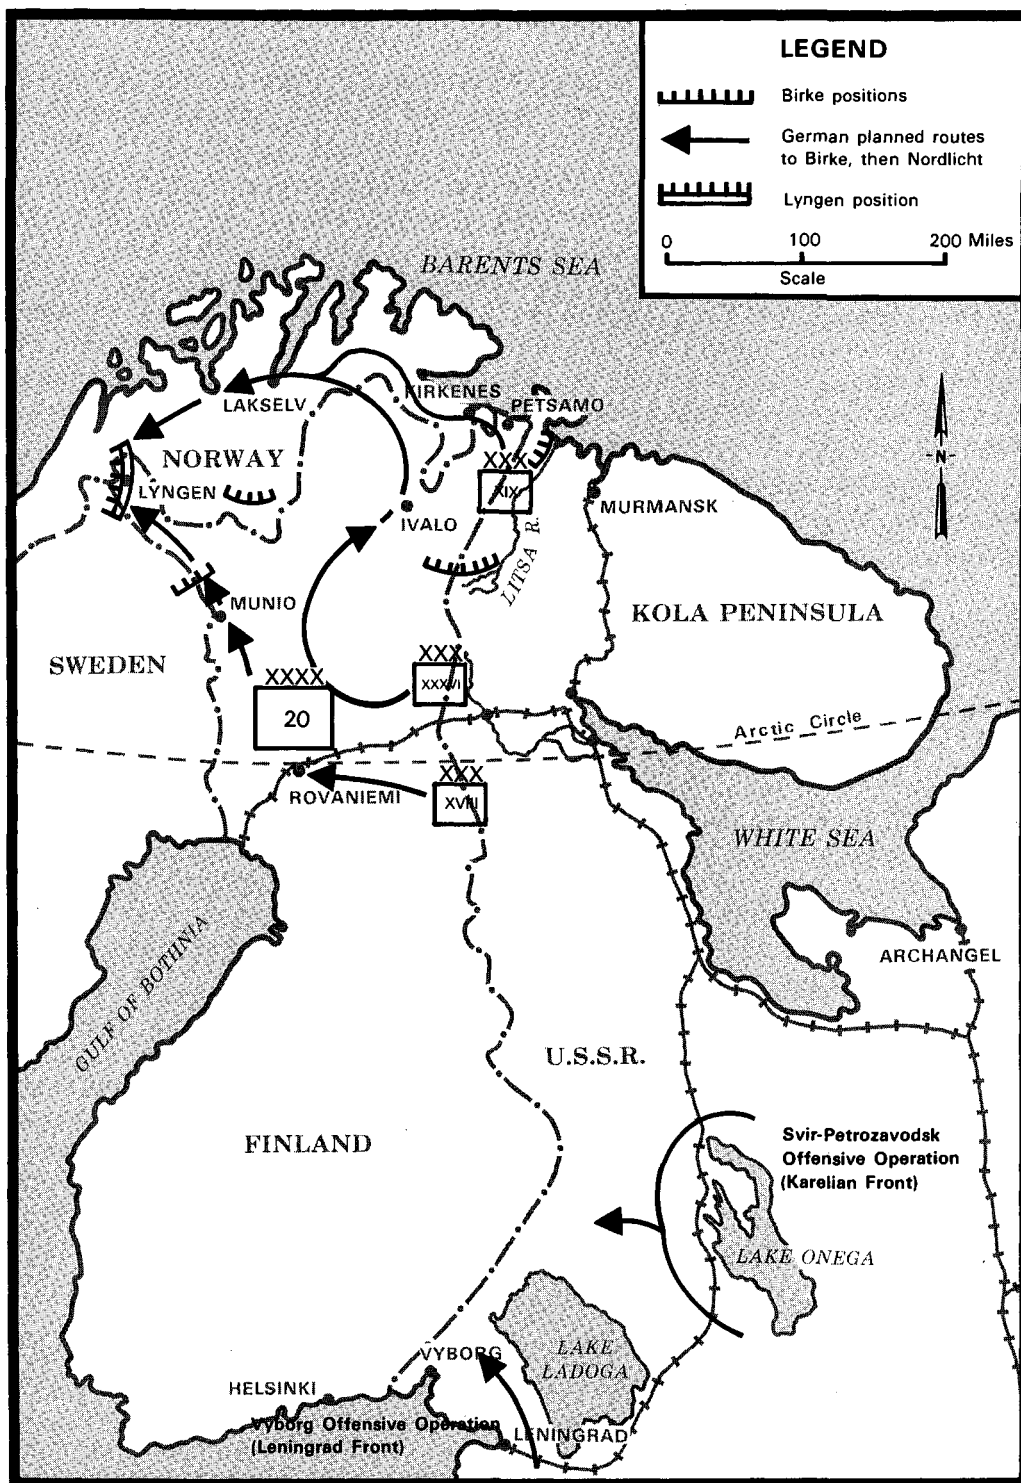 LEGEND
Birke positions
German planned routes
to Birke, then Nordlicht
Lyngen position
0 100 200 Miles
Scale
BARENTS SEA
KIRKENES
PETSAMO
LAKSELV
NORWAY
XXX
XIX
LYNGEN
IVALO
MURMANSK
-N-
LITSA R.
MUNIO
KOLA PENINSULA
SWEDEN
XXX
XXXVI
XXXX
20
Arctic Circle
XXX
XVIII
ROVANIEMI
WHITE SEA
GULF OF BOTHNIA
ARCHANGEL
U.S.S.R.
FINLAND
Svir-Petrozavodsk
Offensive Operation
(Karelian Front)
LAKE ONEGA
VYBORG
LAKE
LADOGA
HELSINKI
Vyborg Offensive Operation
(Leningrad Front)
LENINGRAD